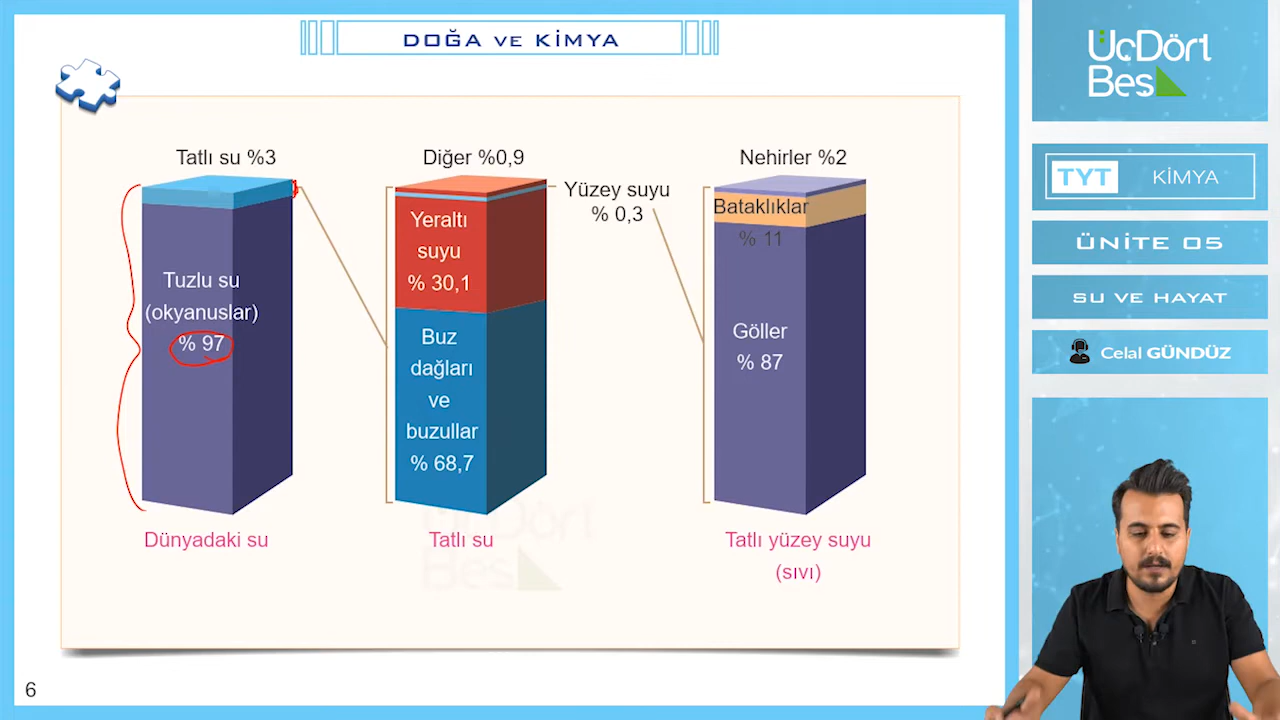 DOĞA VE KİMYA
Tatlı su %3
Tuzlu su
(okyanuslar)
% 97
Dünyadaki su
Diğer %0,9
Yüzey suyu
% 0,3
Yeraltı
suyu
% 30,1
Buz
dağları
ve
buzullar
% 68,7
Tatlı su
Nehirler %2
Bataklıklar
% 11
Göller
% 87
Tatlı yüzey suyu
(sıvı)
ÜçDört
Beş
6
ÜçDört
Beş
TYT KİMYA
ÜNİTE 05
SU VE HAYAT
Celal GÜNDÜZ